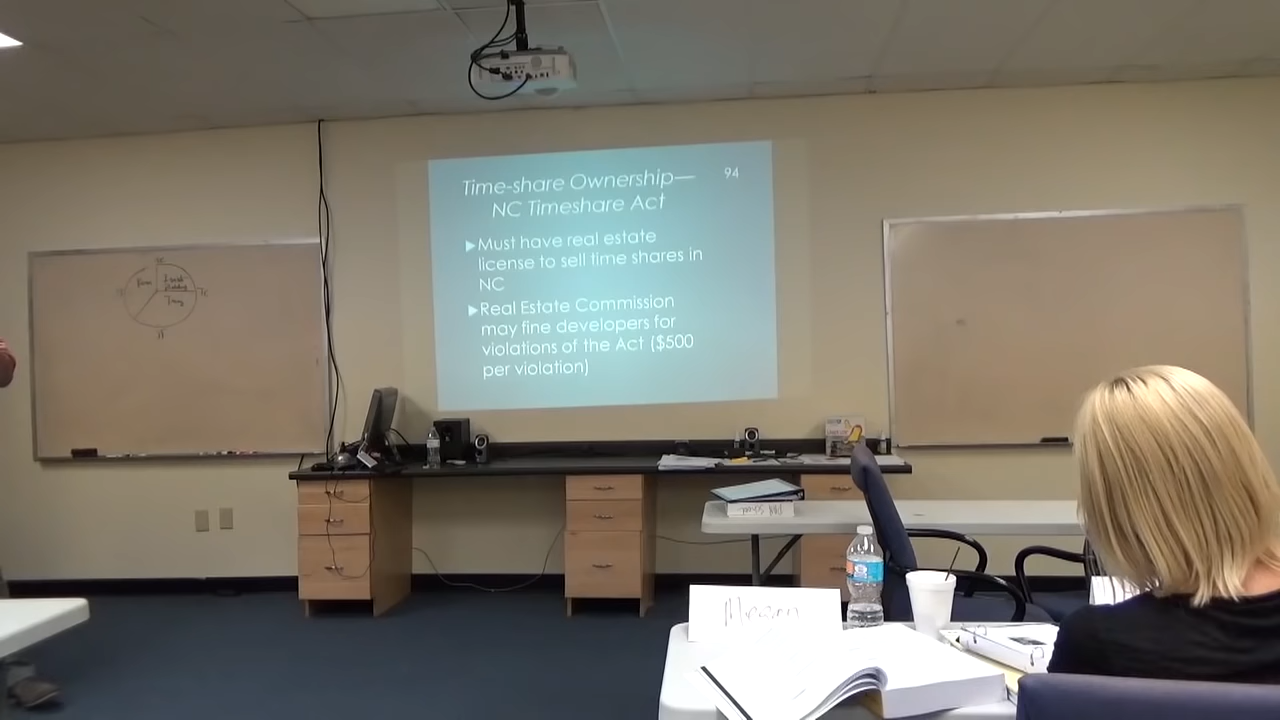 Time-share Ownership—
NC Timeshare Act
94
▶Must have real estate
license to sell time shares in
NC
▶Real Estate Commission
may fine developers for
violations of the Act ($500
per violation)